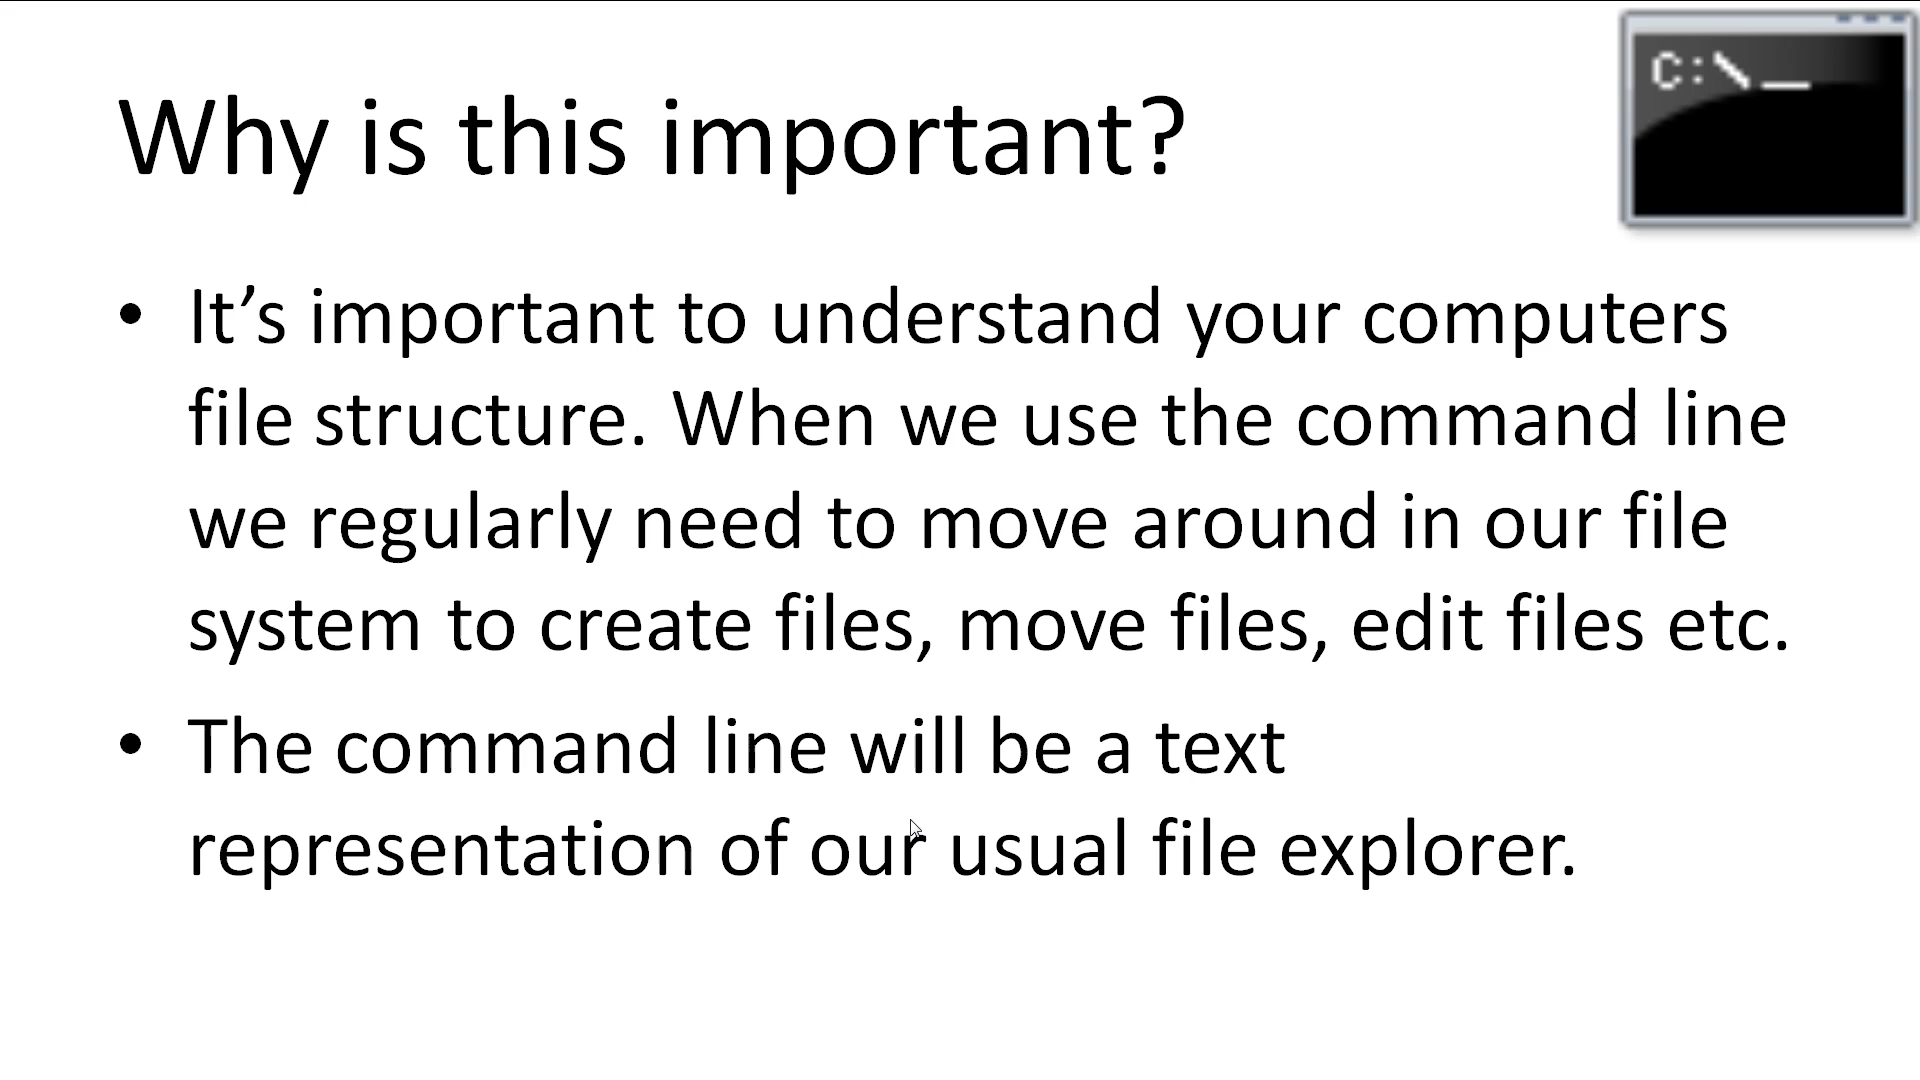 C:\_
Why is this important?
• It’s important to understand your computers
file structure. When we use the command line
we regularly need to move around in our file
system to create files, move files, edit files etc.
• The command line will be a text
representation of our usual file explorer.